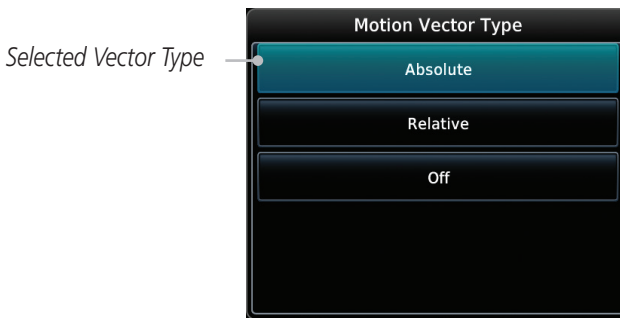 Motion Vector Type
Selected Vector Type
Absolute
Relative
Off